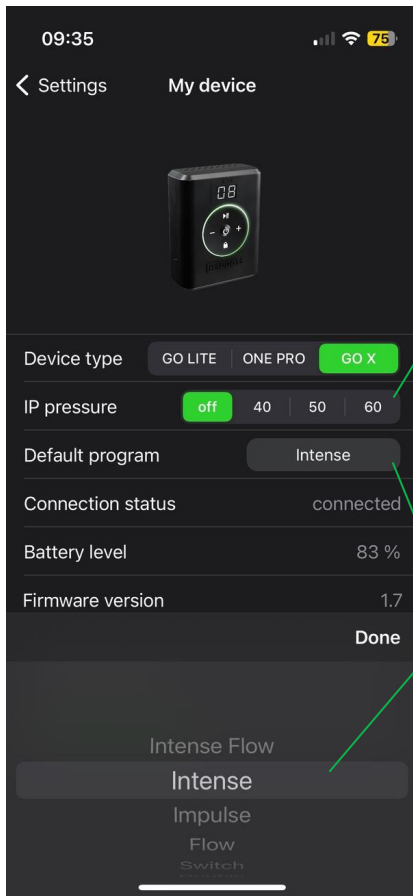 09:35 75
Settings My device
08
Device type GO LITE ONE PRO GO X
IP pressure off 40 50 60
Default program Intense
Connection status connected
Battery level 83 %
Firmware version 1.7
Done
Intense Flow
Intense
Impulse
Flow
Switch